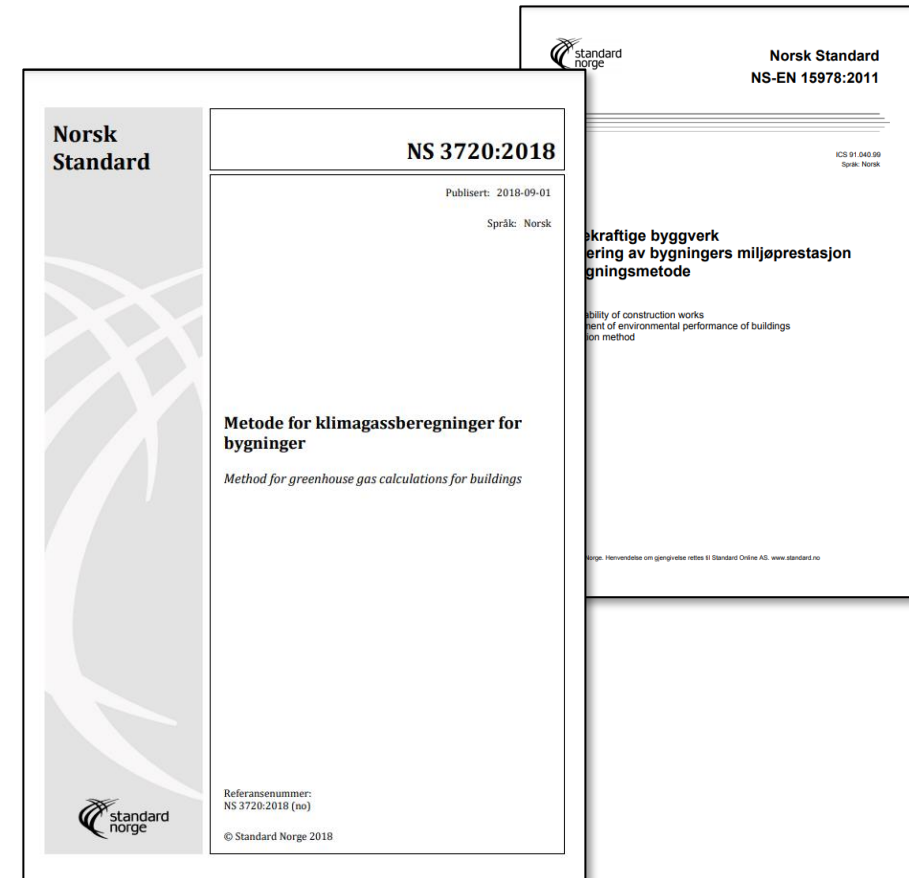 Norsk
Standard
NS 3720:2018
Publisert: 2018-09-01
Språk: Norsk
Metode for klimagassberegninger for
bygninger
Method for greenhouse gas calculations for buildings
Referansenummer:
NS 3720:2018 (no)
© Standard Norge 2018
standard
norge
standard
norge
Norsk Standard
NS-EN 15978:2011
ICS 91.040.99
Språk: Norsk
ekraftige byggverk
ering av bygningers miljøprestasjon
gningsmetode
ability of construction works
ment of environmental performance of buildings
ion method
Norge. Henvendelse om gjengivelse rettes til Standard Online AS. www.standard.no